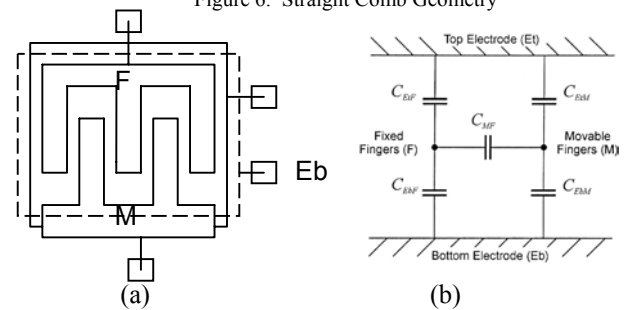 Figure 6. Straight Comb Geometry
F
Eb
M
(a)
Top Electrode (Et)
C_EtF
C_EtM
C_MF
Fixed Fingers (F)
Movable Fingers (M)
C_EbF
C_EbM
Bottom Electrode (Eb)
(b)